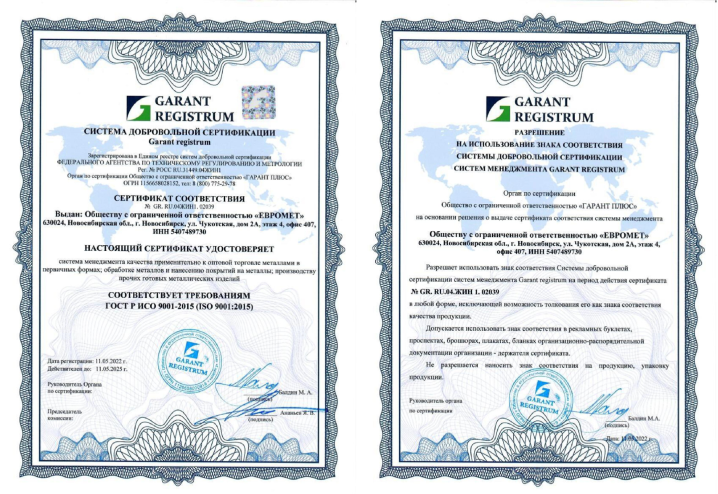 GARANT
REGISTRUM
СИСТЕМА ДОБРОВОЛЬНОЙ СЕРТИФИКАЦИИ
Garant registrum
Зарегистрирована в Едином реестре систем добровольной сертификации
ФЕДЕРАЛЬНОГО АГЕНТСТВА ПО ТЕХНИЧЕСКОМУ РЕГУЛИРОВАНИЮ И МЕТРОЛОГИИ
Рег. № РОСС RU.31449.04ЖИН1
Орган по сертификации Общество с ограниченной ответственностью «ГАРАНТ ПЛЮС»
ОГРН 1156658028152, тел: 8 (800) 775-29-78
СЕРТИФИКАТ СООТВЕТСТВИЯ
№ GR. RU.04ЖИН1. 02039
Выдан: Обществу с ограниченной ответственностью «ЕВРОМЕТ»
630024, Новосибирская обл., г. Новосибирск, ул. Чукотская, дом 2А, этаж 4, офис 407,
ИНН 5407489730
НАСТОЯЩИЙ СЕРТИФИКАТ УДОСТОВЕРЯЕТ
система менеджмента качества применительно к оптовой торговле металлами в
первичных формах; обработке металлов и нанесению покрытий на металлы; производству
прочих готовых металлических изделий
СООТВЕТСТВУЕТ ТРЕБОВАНИЯМ
ГОСТ Р ИСО 9001-2015 (ISO 9001:2015)
Дата регистрации: 11.05.2022 г.
Действителен до: 11.05.2025 г.
GARANT
REGISTRUM
Руководитель Органа
по сертификации:
Балдин М. А.
(подпись)
Председатель
комиссии:
Ананьев Я. В.
(подпись)
GARANT
REGISTRUM
РАЗРЕШЕНИЕ
НА ИСПОЛЬЗОВАНИЕ ЗНАКА СООТВЕТСТВИЯ
СИСТЕМЫ ДОБРОВОЛЬНОЙ СЕРТИФИКАЦИИ
СИСТЕМ МЕНЕДЖМЕНТА GARANT REGISTRUM
Орган по сертификации
Общество с ограниченной ответственностью «ГАРАНТ ПЛЮС»
на основании решения о выдаче сертификата соответствия системы менеджмента
Обществу с ограниченной ответственностью «ЕВРОМЕТ»
630024, Новосибирская обл., г. Новосибирск, ул. Чукотская, дом 2А, этаж 4,
офис 407, ИНН 5407489730
Разрешает использовать знак соответствия Системы добровольной
сертификации систем менеджмента Garant registrum на период действия сертификата
№ GR. RU.04.ЖИН 1. 02039
в любой форме, исключающей возможность толкования его как знака соответствия
качества продукции.
Допускается использовать знак соответствия в рекламных буклетах,
проспектах, брошюрах, плакатах, бланках организационно-распорядительной
документации организации - держателя сертификата.
Не разрешается наносить знак соответствия на продукцию, упаковку
продукции.
Руководитель органа
по сертификации
GARANT
REGISTRUM
Балдин М.А.
(подпись)
Дата: 11.05.2022